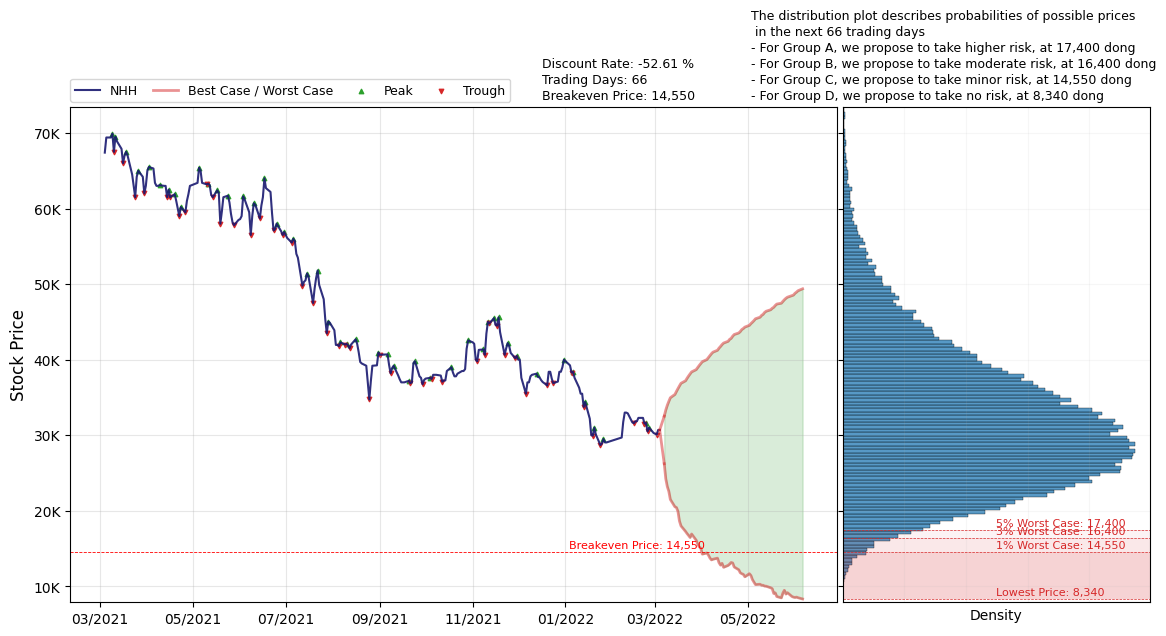 The distribution plot describes probabilities of possible prices
in the next 66 trading days
- For Group A, we propose to take higher risk, at 17,400 dong
- For Group B, we propose to take moderate risk, at 16,400 dong
- For Group C, we propose to take minor risk, at 14,550 dong
- For Group D, we propose to take no risk, at 8,340 dong
Discount Rate: -52.61 %
Trading Days: 66
Breakeven Price: 14,550
NHH Best Case / Worst Case Peak Trough
Stock Price
70K
60K
50K
40K
30K
20K
10K
Breakeven Price: 14,550
5% Worst Case: 17,400
3% Worst Case: 16,400
1% Worst Case: 14,550
Lowest Price: 8,340
03/2021 05/2021 07/2021 09/2021 11/2021 01/2022 03/2022 05/2022
Density